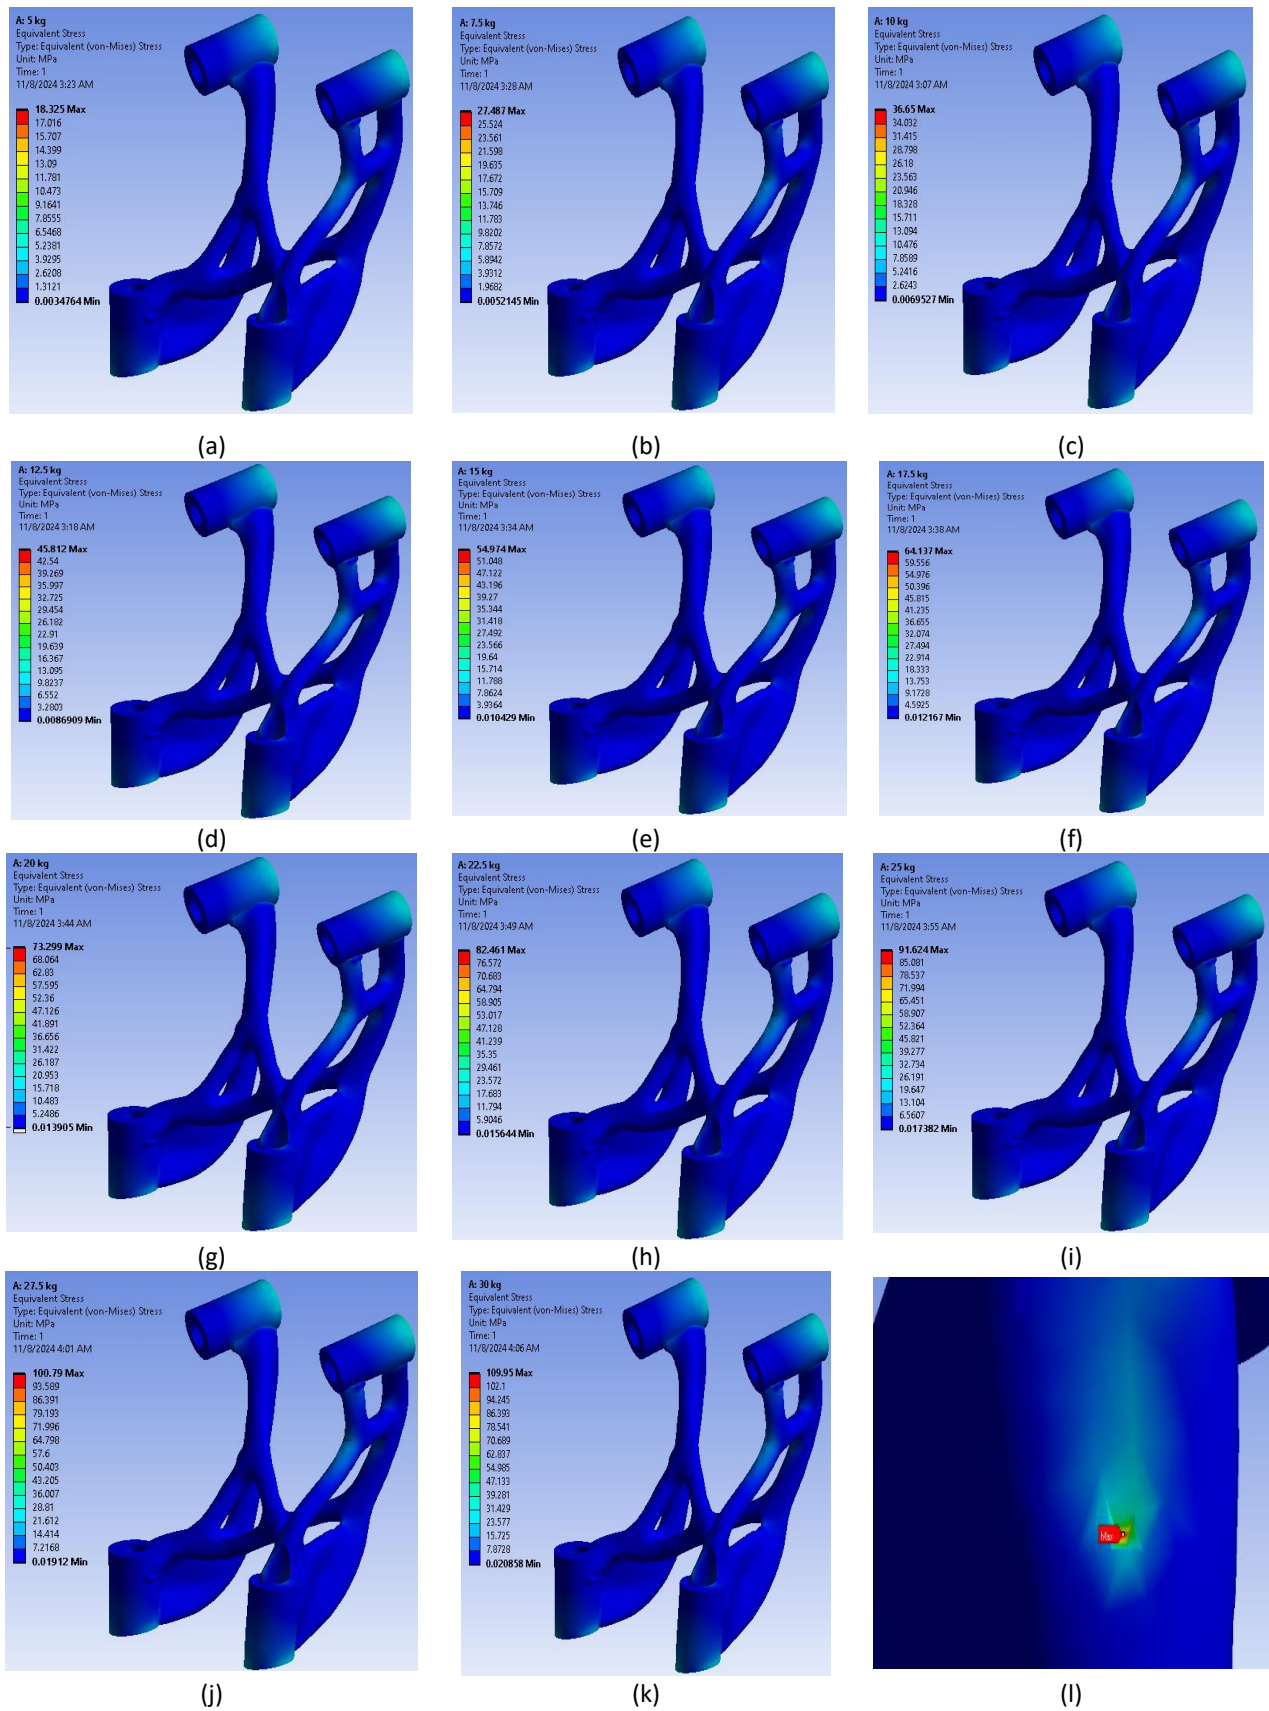 A: 5 kg
Equivalent Stress
Type: Equivalent (von-Mises) Stress
Unit: MPa
Time: 1
11/8/2024 3:23 AM
18.325 Max
17.016
15.707
14.399
13.09
11.781
10.473
9.1641
7.8555
6.5468
5.2381
3.9295
2.6208
1.3121
0.0034764 Min
(a)
A: 7.5 kg
Equivalent Stress
Type: Equivalent (von-Mises) Stress
Unit: MPa
Time: 1
11/8/2024 3:28 AM
27.487 Max
25.524
23.561
21.598
19.635
17.672
15.709
13.746
11.783
9.8202
7.8572
5.8942
3.9312
1.9682
0.0052145 Min
(b)
A: 10 kg
Equivalent Stress
Type: Equivalent (von-Mises) Stress
Unit: MPa
Time: 1
11/8/2024 3:07 AM
36.65 Max
34.032
31.415
28.798
26.18
23.563
20.946
18.328
15.711
13.094
10.476
7.8589
5.2416
2.6243
0.0069527 Min
(c)
A: 12.5 kg
Equivalent Stress
Type: Equivalent (von-Mises) Stress
Unit: MPa
Time: 1
11/8/2024 3:18 AM
45.812 Max
42.54
39.269
35.997
32.725
29.454
26.182
22.91
19.639
16.367
13.095
9.8237
6.552
3.2803
0.0086909 Min
(d)
A: 15 kg
Equivalent Stress
Type: Equivalent (von-Mises) Stress
Unit: MPa
Time: 1
11/8/2024 3:34 AM
54.974 Max
51.048
47.122
43.196
39.27
35.344
31.418
27.492
23.566
19.64
15.714
11.788
7.8624
3.9364
0.010429 Min
(e)
A: 17.5 kg
Equivalent Stress
Type: Equivalent (von-Mises) Stress
Unit: MPa
Time: 1
11/8/2024 3:38 AM
64.137 Max
59.556
54.976
50.396
45.815
41.235
36.655
32.074
27.494
22.914
18.333
13.753
9.1728
4.5925
0.012167 Min
(f)
A: 20 kg
Equivalent Stress
Type: Equivalent (von-Mises) Stress
Unit: MPa
Time: 1
11/8/2024 3:44 AM
73.299 Max
68.064
62.83
57.595
52.36
47.126
41.891
36.656
31.422
26.187
20.953
15.718
10.483
5.2486
0.013905 Min
(g)
A: 22.5 kg
Equivalent Stress
Type: Equivalent (von-Mises) Stress
Unit: MPa
Time: 1
11/8/2024 3:49 AM
82.461 Max
76.572
70.683
64.794
58.905
53.017
47.128
41.239
35.35
29.461
23.572
17.683
11.794
5.9046
0.015644 Min
(h)
A: 25 kg
Equivalent Stress
Type: Equivalent (von-Mises) Stress
Unit: MPa
Time: 1
11/8/2024 3:55 AM
91.624 Max
85.081
78.537
71.994
65.451
58.907
52.364
45.821
39.277
32.734
26.191
19.647
13.104
6.5607
0.017382 Min
(i)
A: 27.5 kg
Equivalent Stress
Type: Equivalent (von-Mises) Stress
Unit: MPa
Time: 1
11/8/2024 4:01 AM
100.79 Max
93.589
86.391
79.193
71.996
64.798
57.6
50.403
43.205
36.007
28.81
21.612
14.414
7.2168
0.01912 Min
(j)
A: 30 kg
Equivalent Stress
Type: Equivalent (von-Mises) Stress
Unit: MPa
Time: 1
11/8/2024 4:06 AM
109.95 Max
102.1
94.245
86.393
78.541
70.689
62.837
54.985
47.133
39.281
31.429
23.577
15.725
7.8728
0.020858 Min
(k)
Max
(l)